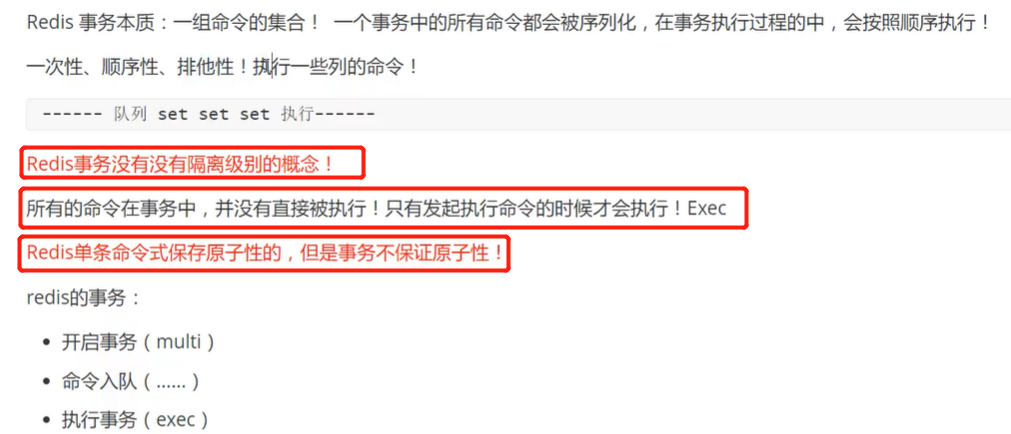 Redis 事务本质：一组命令的集合！ 一个事务中的所有命令都会被序列化，在事务执行过程的中，会按照顺序执行！
一次性、顺序性、排他性！执行一些列的命令！
------ 队列 set set set 执行------
Redis事务没有没有隔离级别的概念！
所有的命令在事务中，并没有直接被执行！只有发起执行命令的时候才会执行！Exec
Redis单条命令式保存原子性的，但是事务不保证原子性！
redis的事务：
• 开启事务（multi）
• 命令入队（......）
• 执行事务（exec）